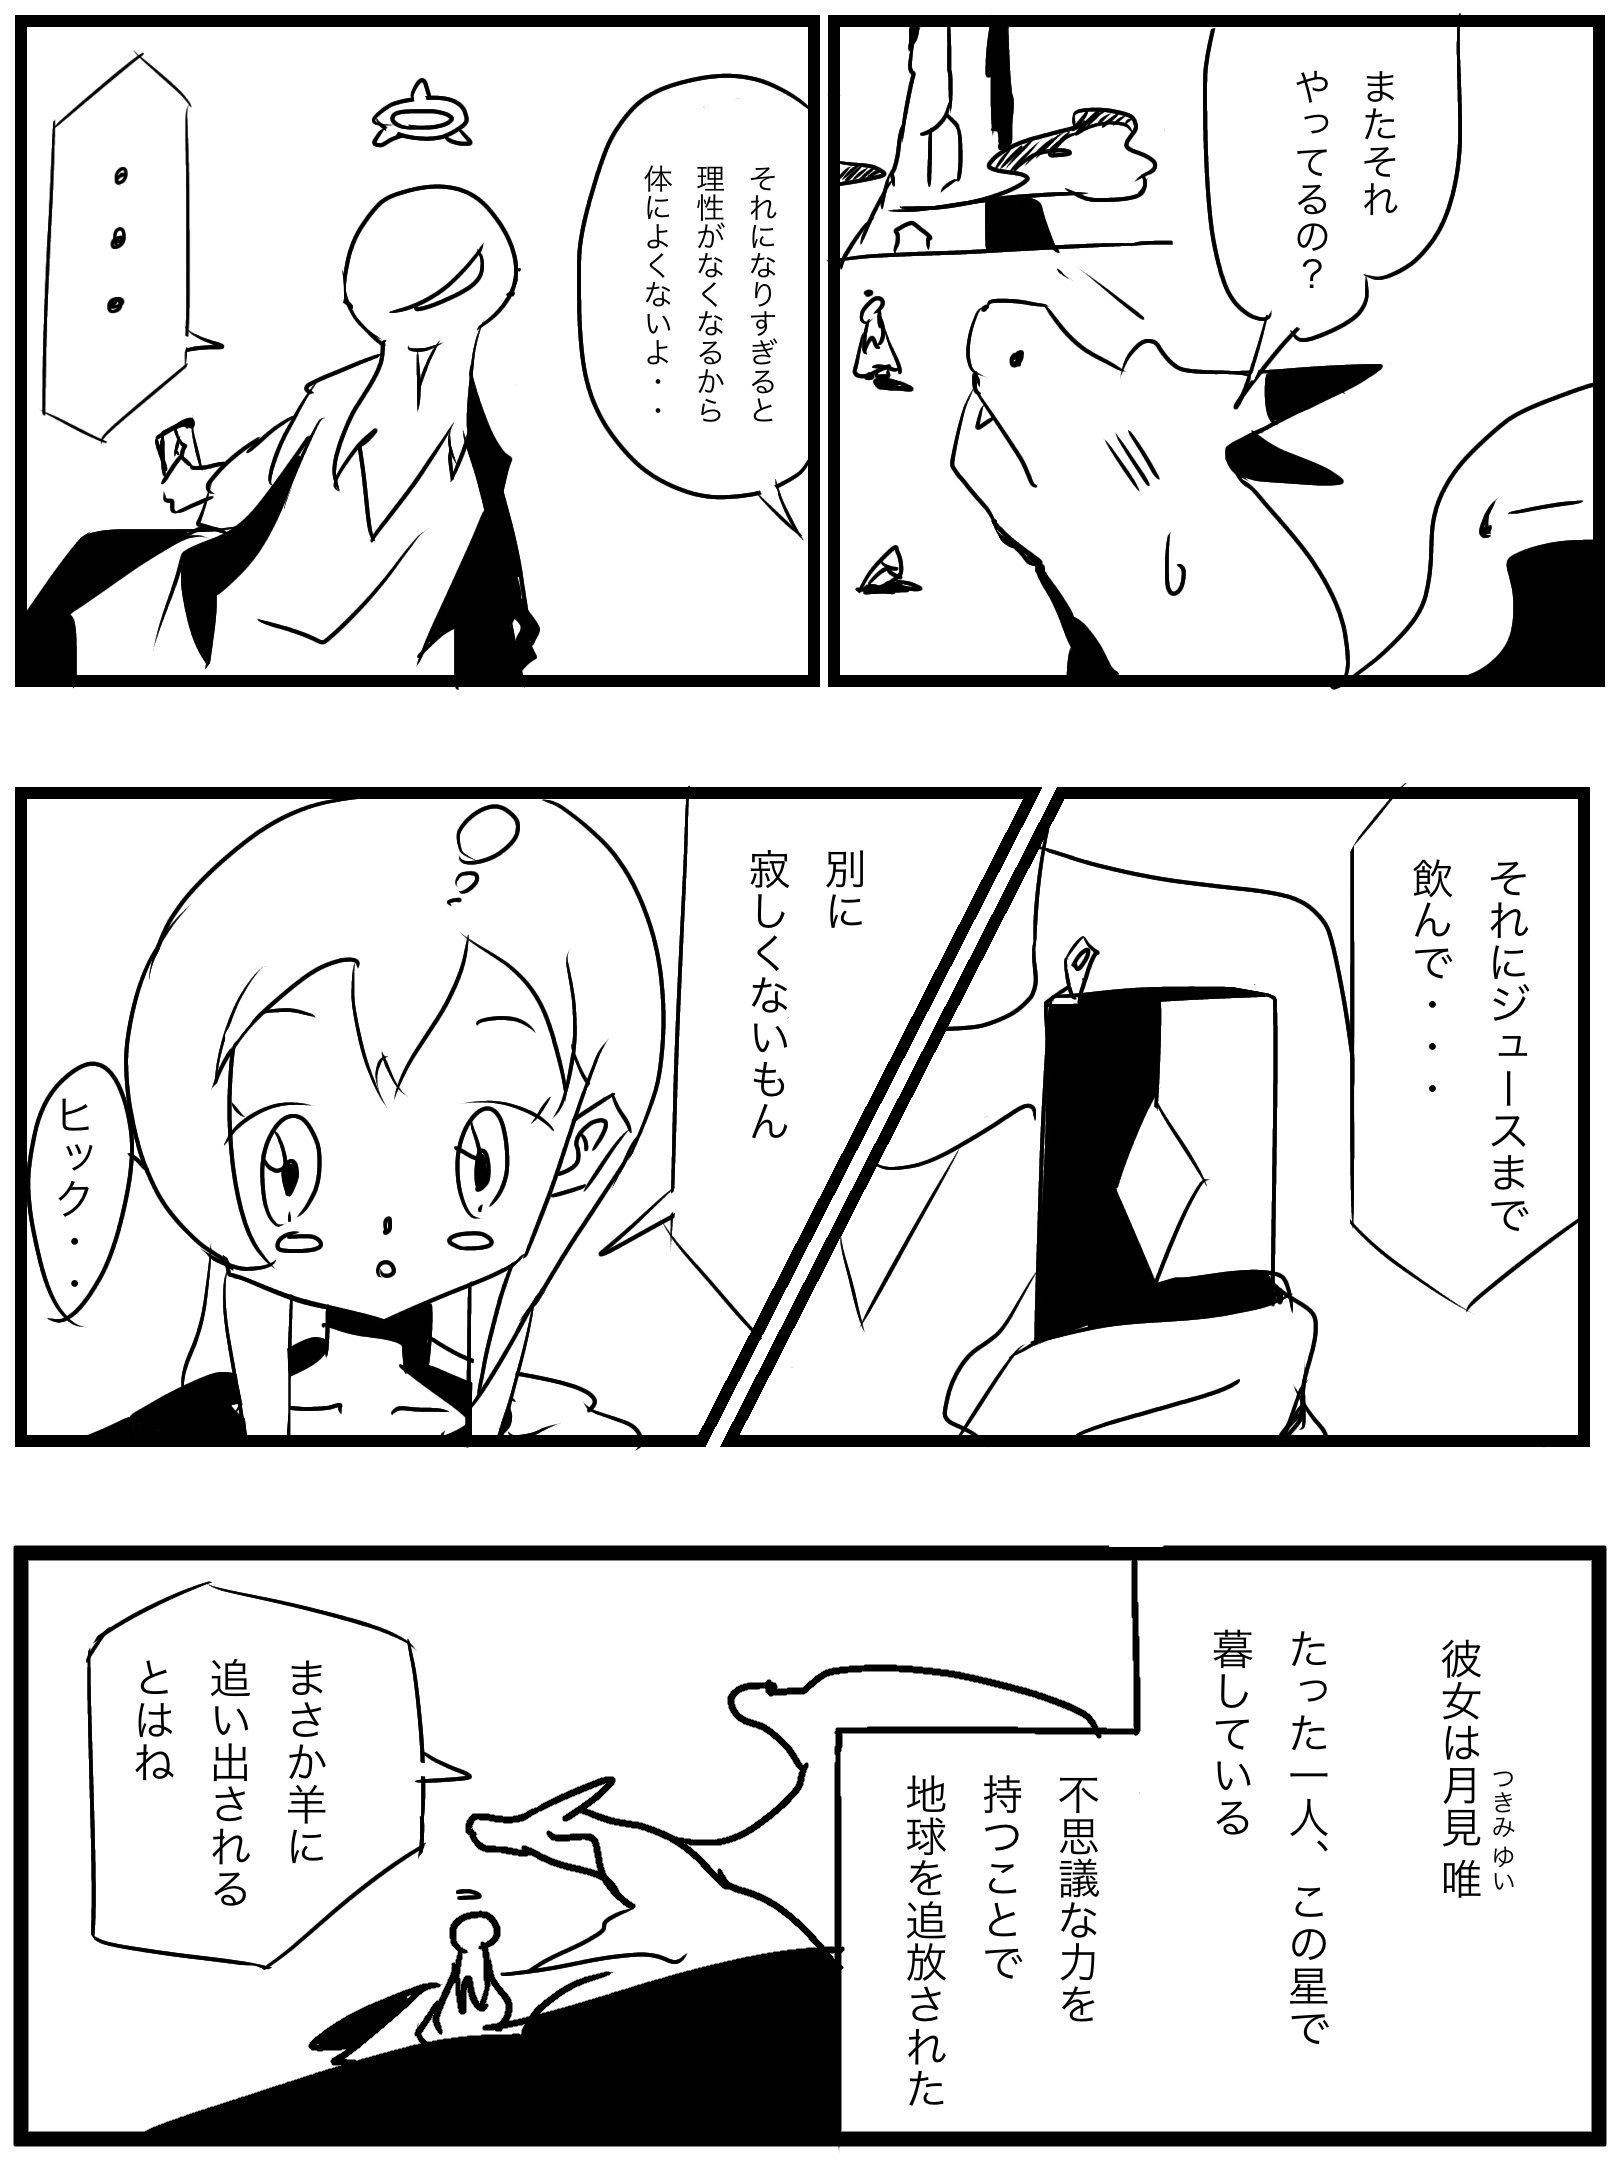 またそれ
やってるの？
それになりすぎると
理性がなくなるから
体によくないよ・・
・・・
それにジュースまで
飲んで・・・
別に
寂しくないもん
ヒック・・
彼女は月見 唯
つきみ ゆい
たった一人、この星で
暮している
不思議な力を
持つことで
地球を追放された
まさか羊に
追い出される
とはね